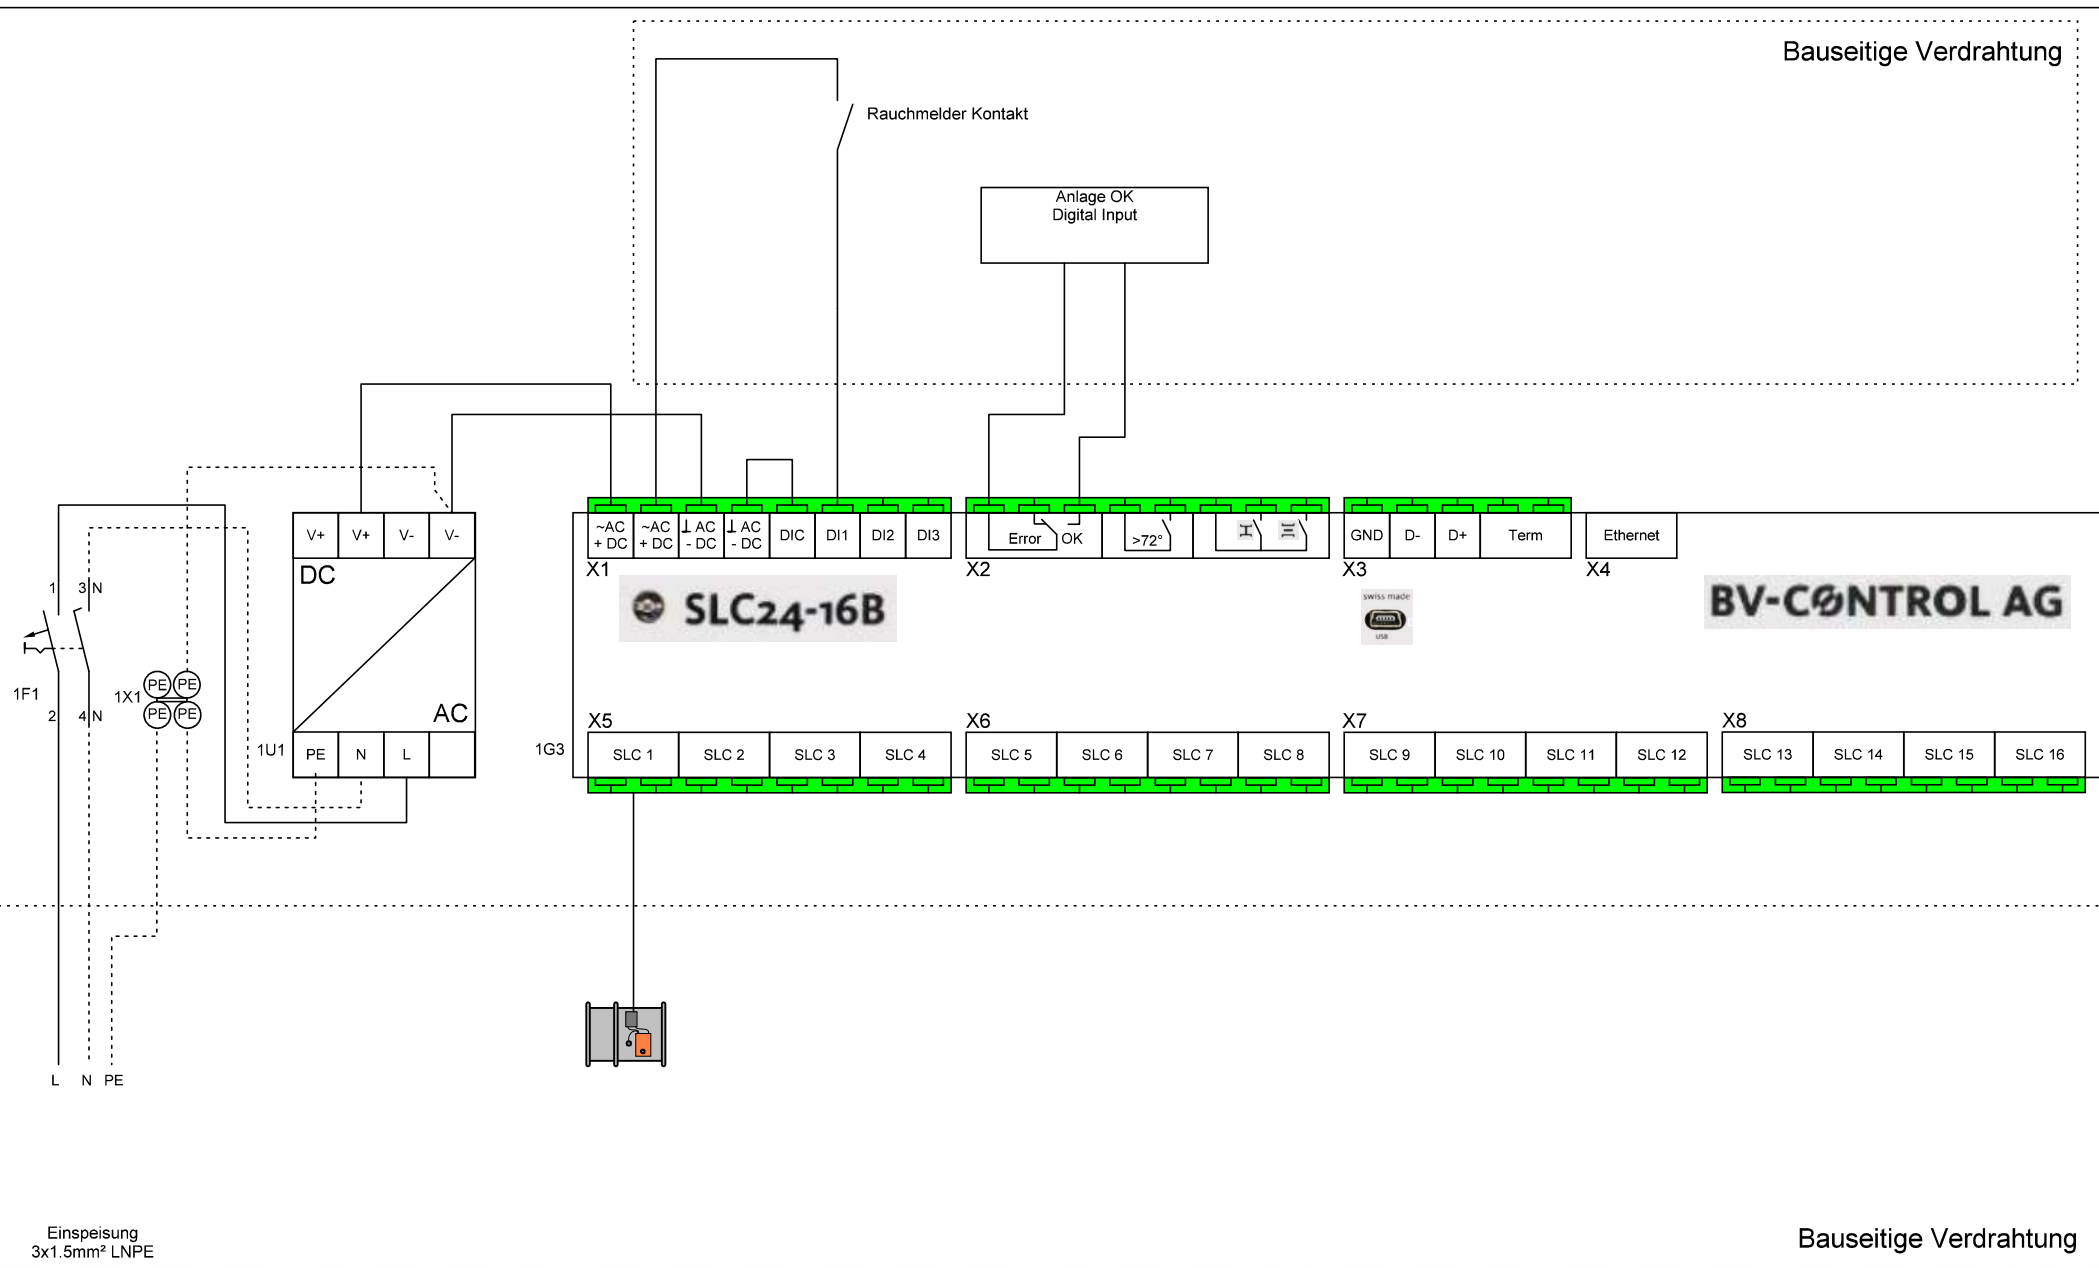 Bauseitige Verdrahtung
Rauchmelder Kontakt
Anlage OK
Digital Input
V+
V+
V-
V-
DC
AC
1U1
PE
N
L
~AC
+ DC
~AC
+ DC
⊥ AC
- DC
⊥ AC
- DC
DIC
DI1
DI2
DI3
X1
Error
OK
>72°
X2
GND
D-
D+
Term
X3
Ethernet
X4
SLC24-16B
swiss made
USB
BV-CØNTROL AG
1
3
N
1F1
2
4
N
1X1
PE
PE
PE
PE
1G3
X5
SLC 1
SLC 2
SLC 3
SLC 4
X6
SLC 5
SLC 6
SLC 7
SLC 8
X7
SLC 9
SLC 10
SLC 11
SLC 12
X8
SLC 13
SLC 14
SLC 15
SLC 16
L
N
PE
Einspeisung
3x1.5mm² LNPE
Bauseitige Verdrahtung